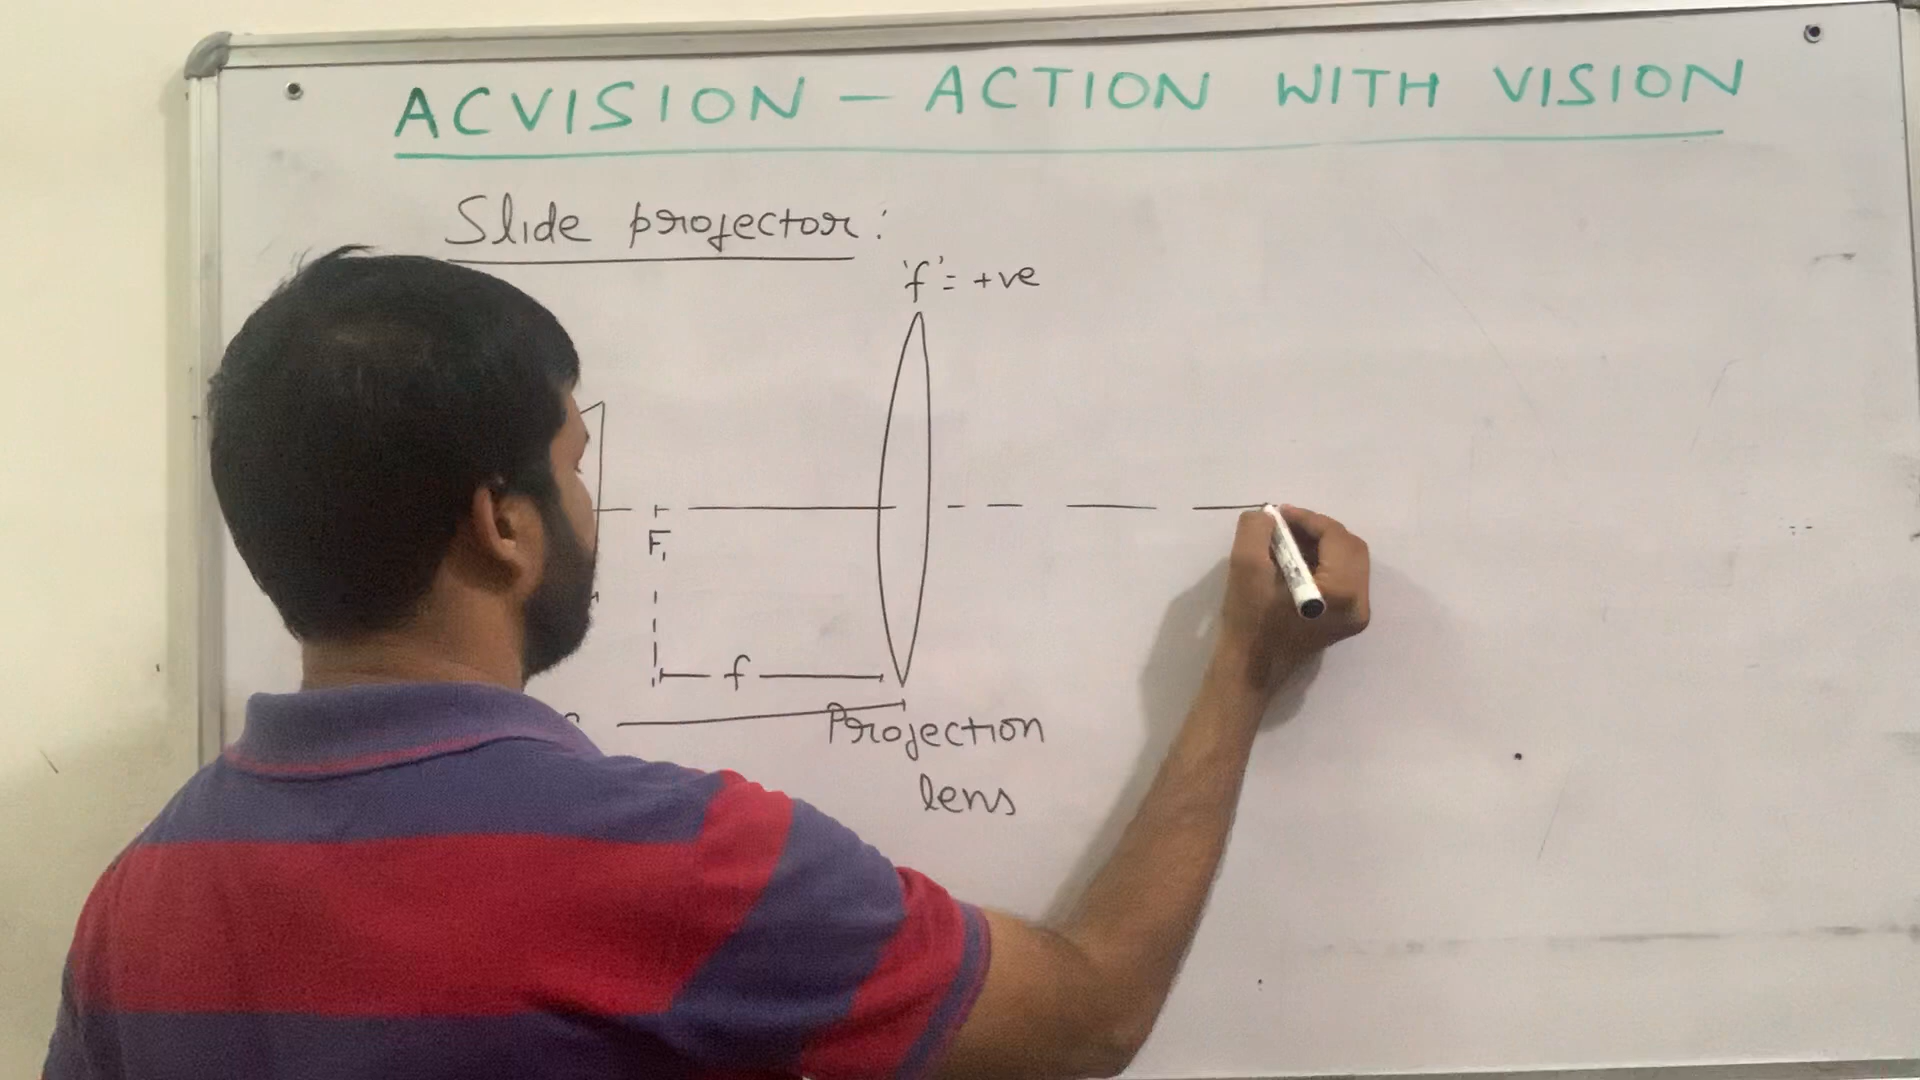 ACVISION - ACTION WITH VISION
Slide projector:
'f' = +ve
F1
f
Projection
lens